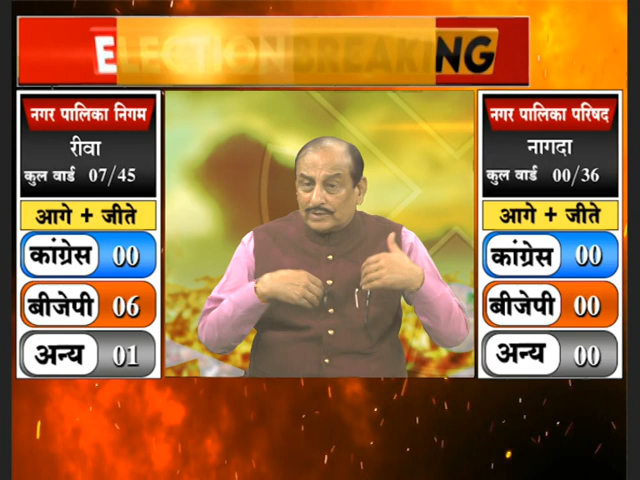 ELECTION BREAKING
नगर पालिका निगम
रीवा
कुल वार्ड 07/45
आगे + जीते
कांग्रेस 00
बीजेपी 06
अन्य 01
नगर पालिका परिषद
नागदा
कुल वार्ड 00/36
आगे + जीते
कांग्रेस 00
बीजेपी 00
अन्य 00